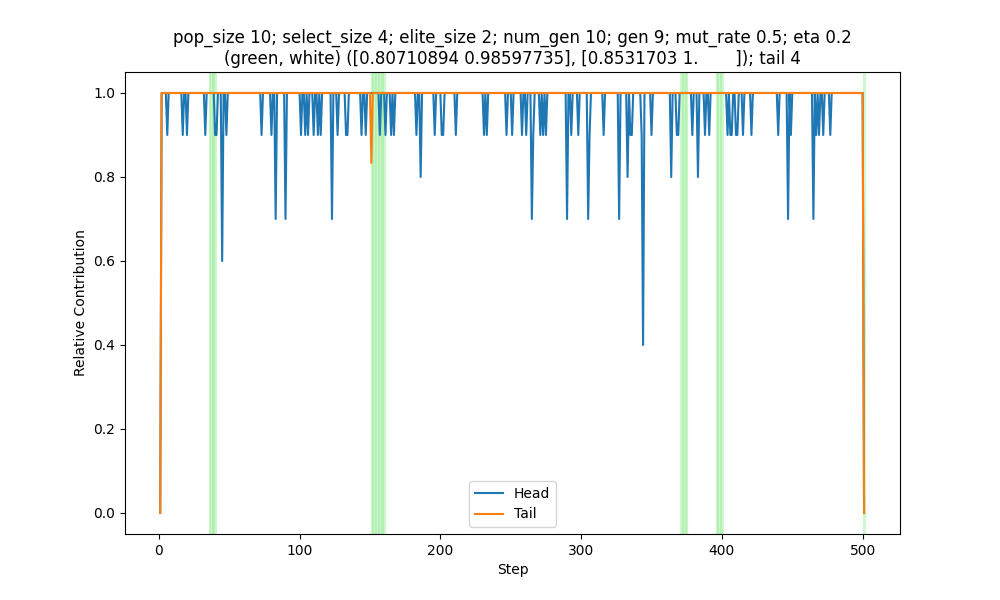 pop_size 10; select_size 4; elite_size 2; num_gen 10; gen 9; mut_rate 0.5; eta 0.2
(green, white) ([0.80710894 0.98597735], [0.8531703 1.        ]); tail 4
1.0
0.8
0.6
0.4
0.2
0.0
Relative Contribution
Head
Tail
0
100
200
300
400
500
Step